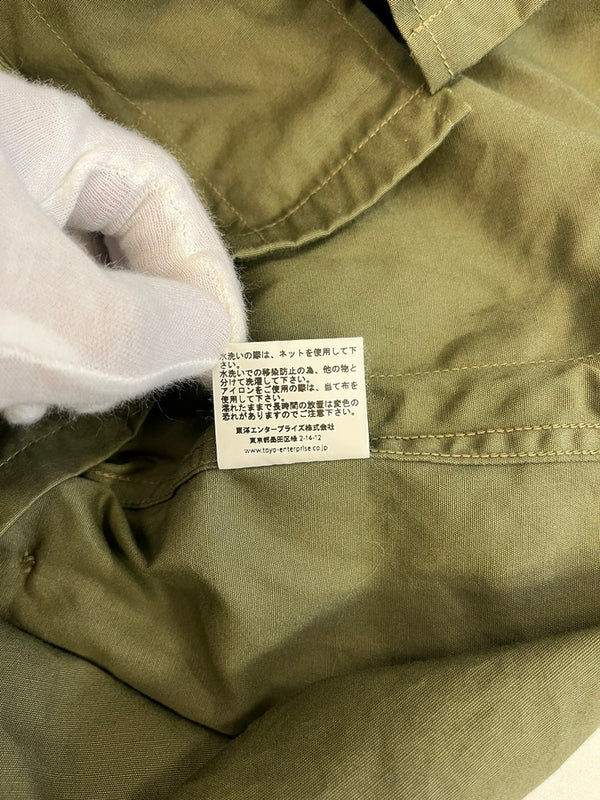 水洗いの際は、ネットを使用して下
さい。
水洗いでの移染防止の為、他の物と
分けて洗濯して下さい。
アイロンをご使用の際は、当て布を
使用して下さい。
濡れたままで長時間の放置は変色の
恐れがありますのでご注意下さい。
東洋エンタープライズ株式会社
東京都墨田区緑 2-14-12
www.toyo-enterprise.co.jp